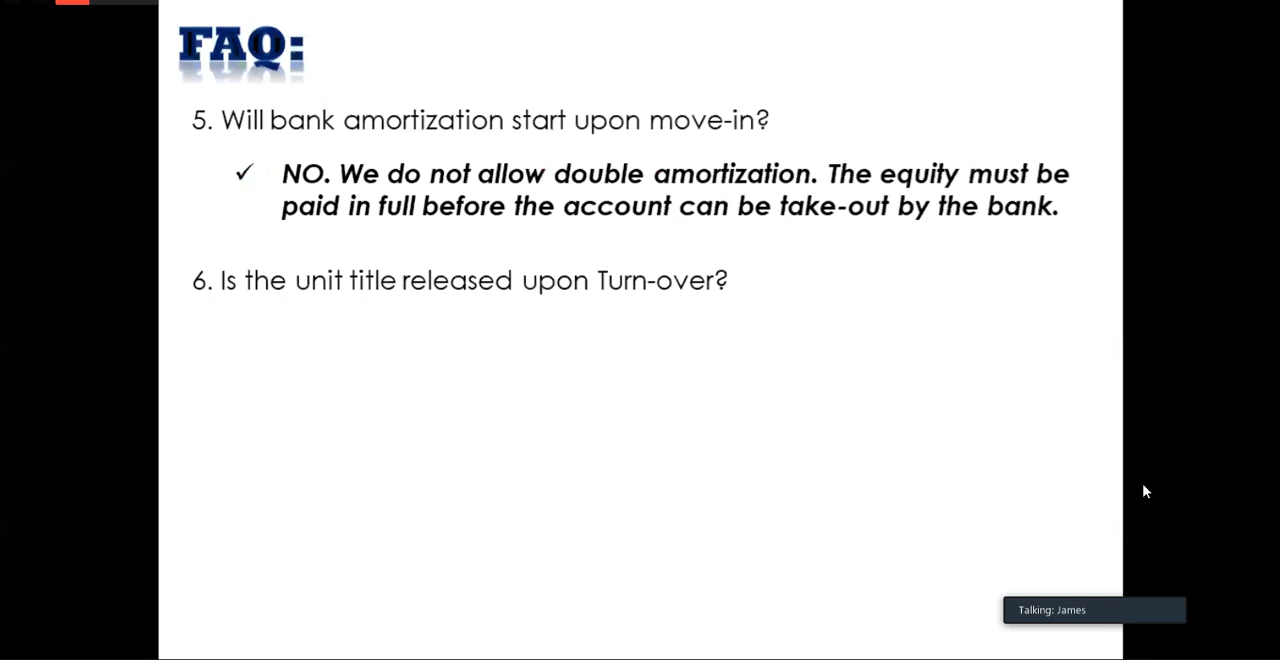 FAQ:
5. Will bank amortization start upon move-in?
✓ NO. We do not allow double amortization. The equity must be
paid in full before the account can be take-out by the bank.
6. Is the unit title released upon Turn-over?
Talking: James